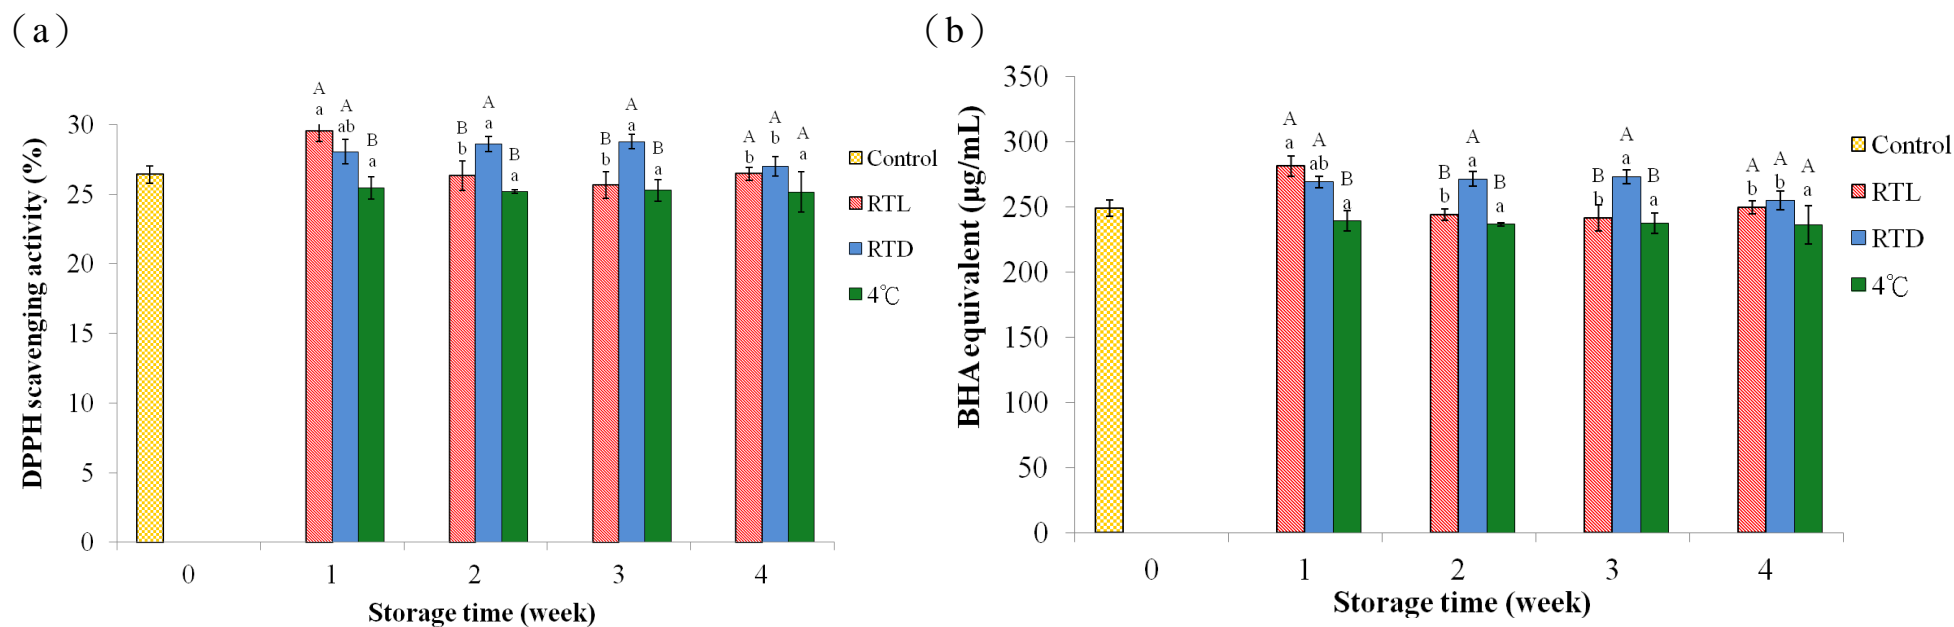 (a)
DPPH scavenging activity (%)
30
25
20
15
10
5
0
A
a
A
ab
B
a
B
b
A
a
B
a
B
b
A
a
B
a
A
b
A
b
A
a
0 1 2 3 4
Storage time (week)
Control
RTL
RTD
4℃
(b)
BHA equivalent (μg/mL)
350
300
250
200
150
100
50
0
A
a
A
ab
B
a
B
b
A
a
B
a
B
b
A
a
B
a
A
b
A
b
A
a
0 1 2 3 4
Storage time (week)
Control
RTL
RTD
4℃